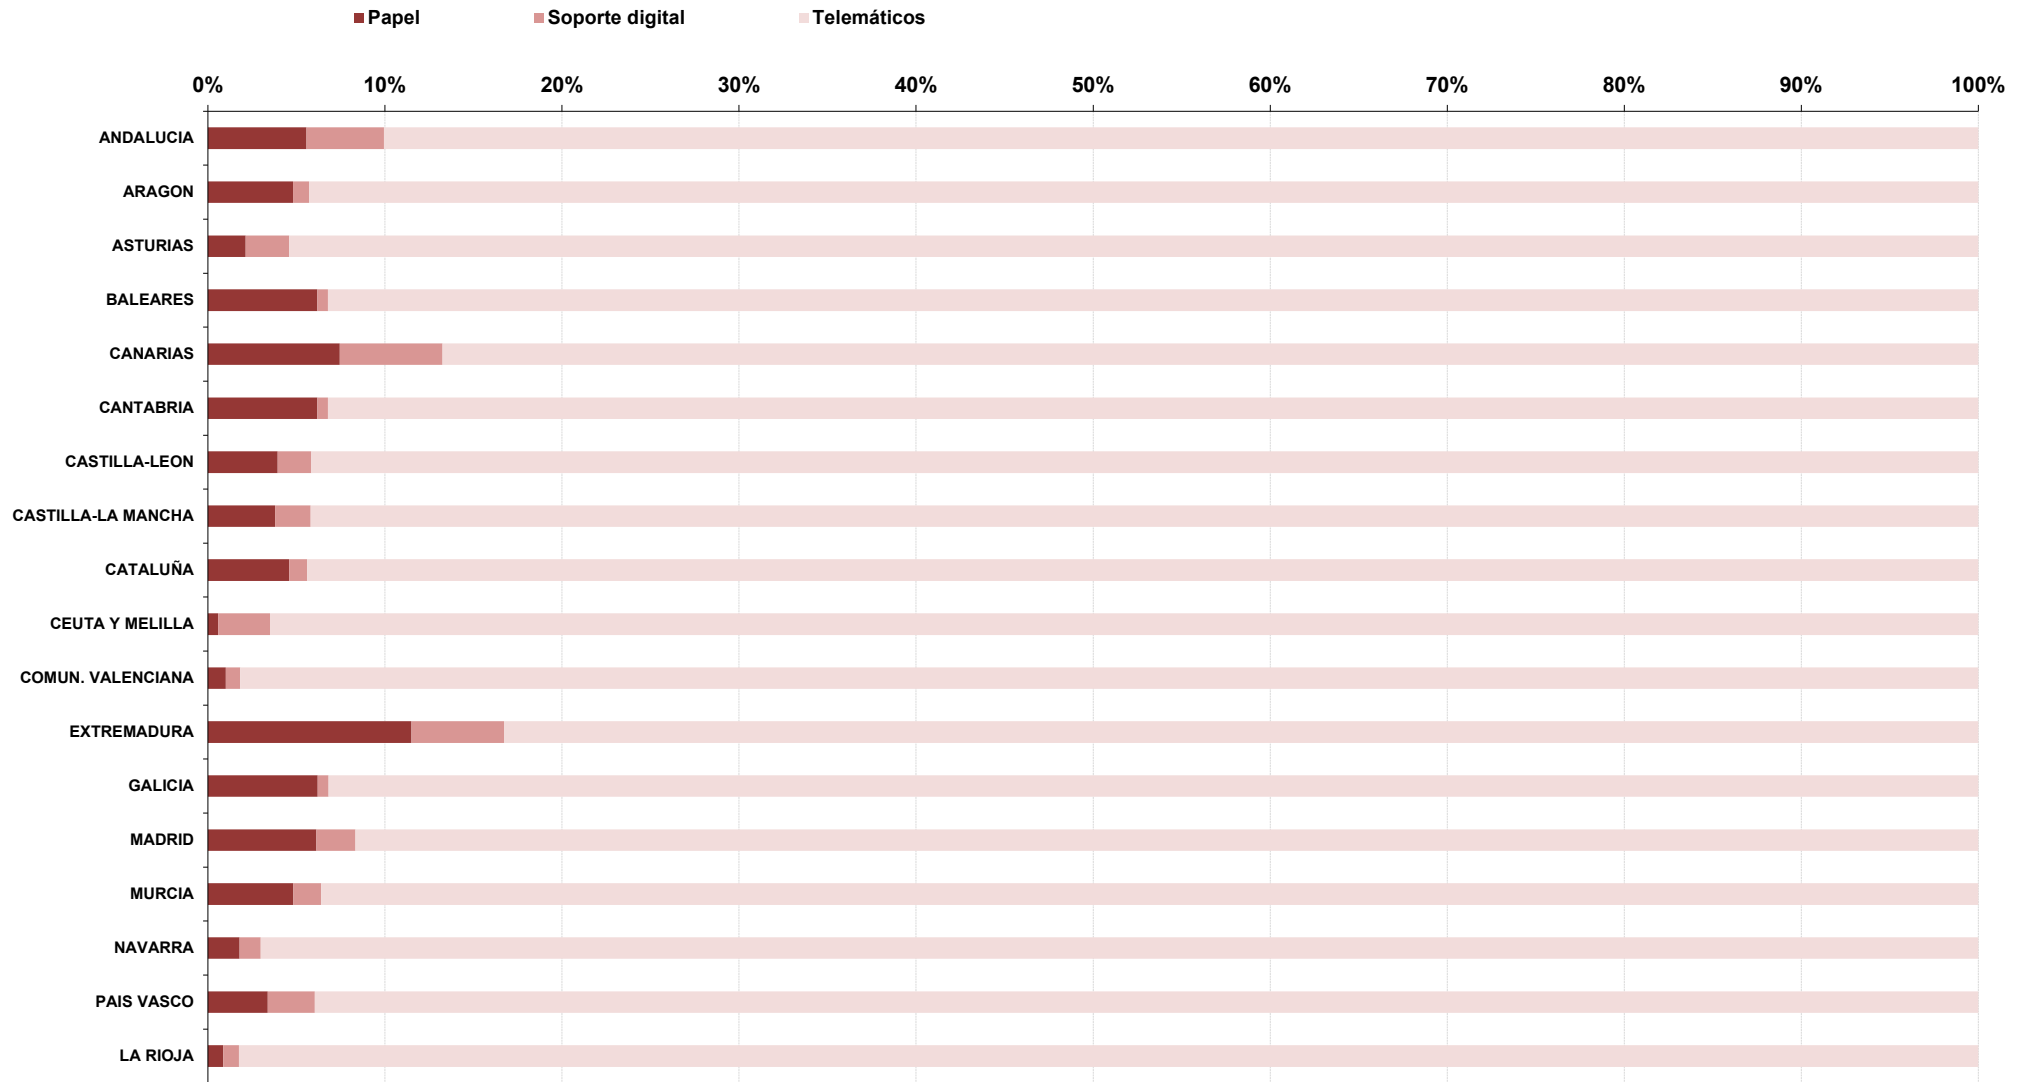 Papel Soporte digital Telemáticos
0% 10% 20% 30% 40% 50% 60% 70% 80% 90% 100%
ANDALUCIA
ARAGON
ASTURIAS
BALEARES
CANARIAS
CANTABRIA
CASTILLA-LEON
CASTILLA-LA MANCHA
CATALUÑA
CEUTA Y MELILLA
COMUN. VALENCIANA
EXTREMADURA
GALICIA
MADRID
MURCIA
NAVARRA
PAIS VASCO
LA RIOJA